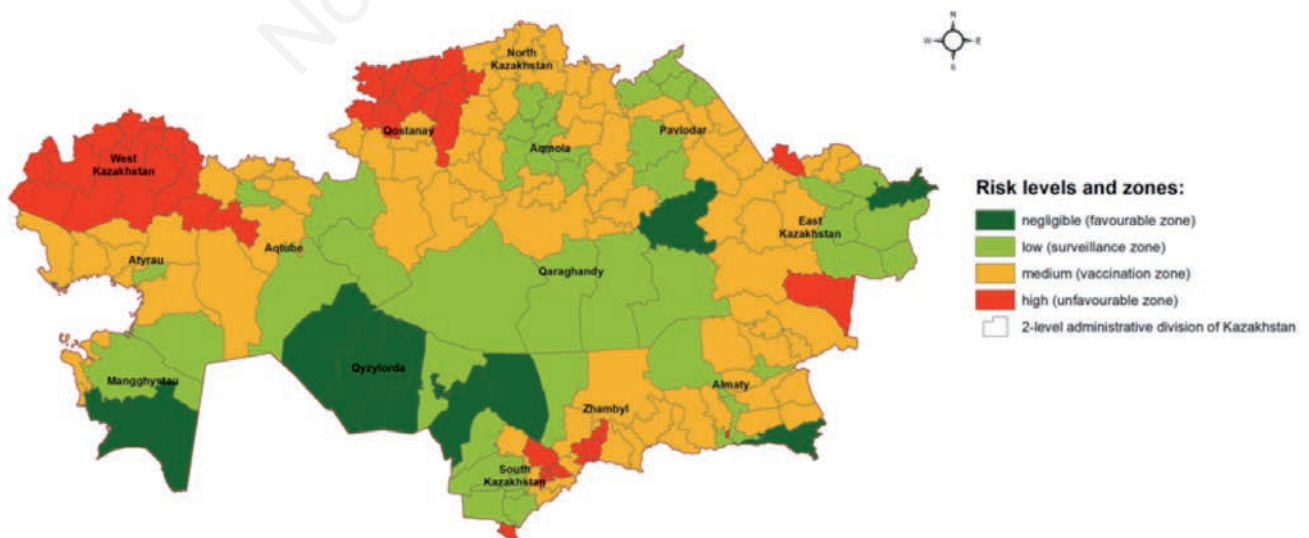 No
N
W
E
S
North
Kazakhstan
Qostanay
Pavlodar
Aqmola
West
Kazakhstan
East
Kazakhstan
Aqtube
Atyrau
Qaraghandy
Qyzylorda
Mangghystau
Almaty
Zhambyl
South
Kazakhstan
Risk levels and zones:
negligible (favourable zone)
low (surveillance zone)
medium (vaccination zone)
high (unfavourable zone)
2-level administrative division of Kazakhstan